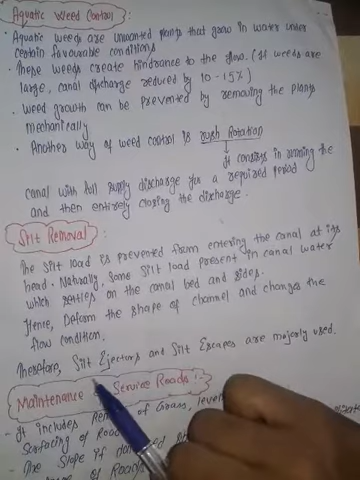 Aquatic Weed Control
• Aquatic weeds are unwanted plants that grow in water under
certain favourable conditions
• These weeds create hindrance to the flow. (If weeds are
large, canal discharge reduced by 10-15%)
• Weed growth can be prevented by removing the plants
mechanically
• Another way of weed control is Rush Rotation
It consists in running the
canal with full supply discharge for a required period
and then entirely closing the discharge.
Silt Removal
The silt load is prevented from entering the canal at its
head. Naturally, some silt load present in canal water
which settles on the canal bed and sides.
Hence, Deform the shape of channel and changes the
flow condition.
Therefore, Silt Ejectors and Silt Escapes are majorly used.
Maintenance Service Roads:-
- It includes of Grass,
Surfacing of Road
- The Slope if
of Roads